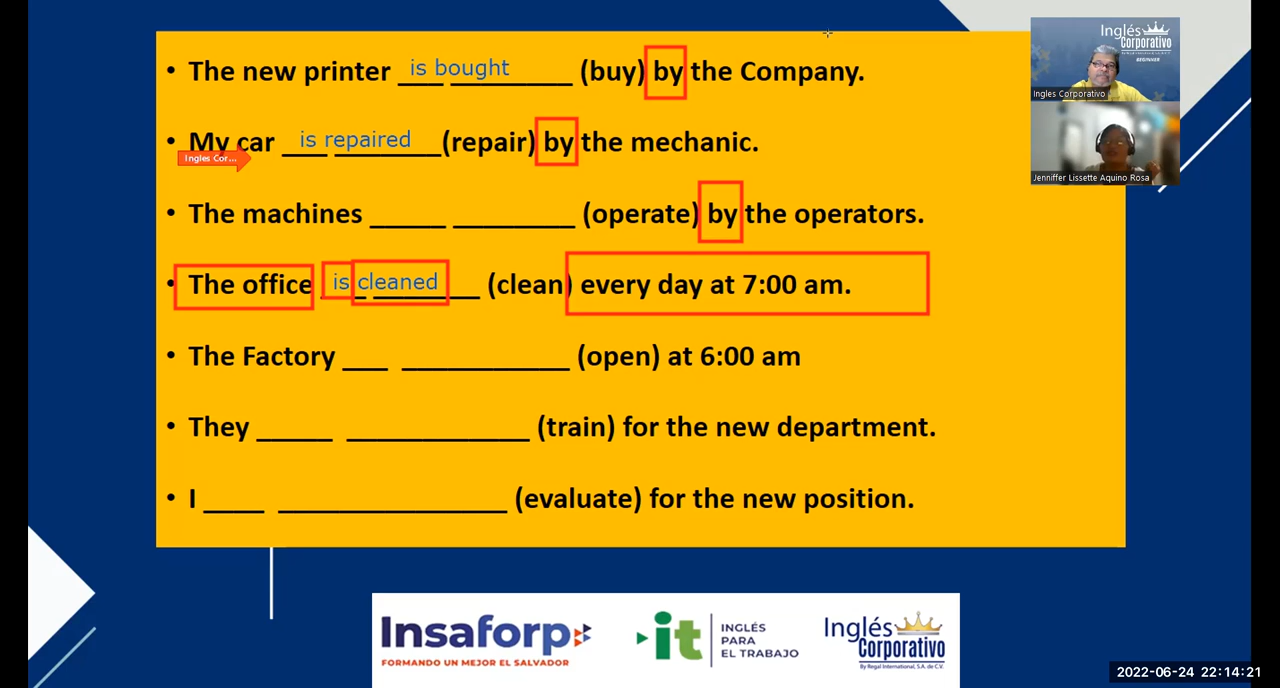 • The new printer ___ ________ is bought (buy) by the Company.
• My car ___ _______ is repaired (repair) by the mechanic.
Ingles Cor...
• The machines _____ ________ (operate) by the operators.
• The office ___ _______ is cleaned (clean) every day at 7:00 am.
• The Factory ___ ___________ (open) at 6:00 am
• They _____ ____________ (train) for the new department.
• I ____ _______________ (evaluate) for the new position.
Inglés
Corporativo
BEGINNER
Ingles Corporativo
Jenniffer Lissette Aquino Rosa
Insaforp
FORMANDO UN MEJOR EL SALVADOR
it
INGLÉS
PARA
EL TRABAJO
Inglés
Corporativo
By Regal International, S.A. de C.V.
2022-06-24 22:14:21